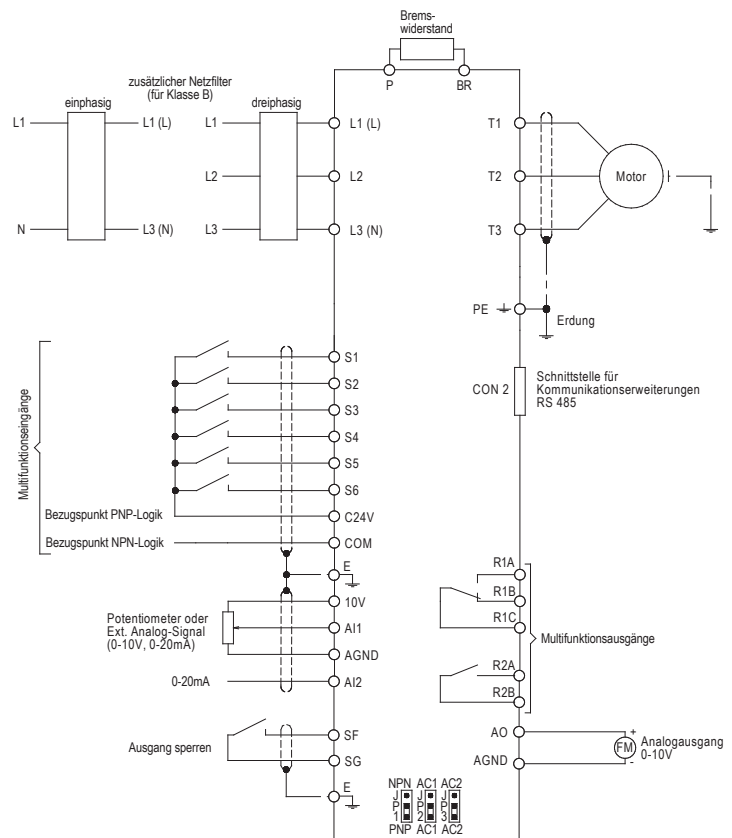 Brems-
widerstand
P
BR
zusätzlicher Netzfilter
(für Klasse B)
einphasig
dreiphasig
L1
L1 (L)
L1
L1 (L)
T1
L2
L2
T2
Motor
N
L3 (N)
L3
L3 (N)
T3
PE
Erdung
Multifunktionseingänge
S1
S2
S3
S4
S5
S6
Bezugspunkt PNP-Logik
C24V
Bezugspunkt NPN-Logik
COM
E
CON 2
Schnittstelle für
Kommunikationserweiterungen
RS 485
10V
Potentiometer oder
Ext. Analog-Signal
(0-10V, 0-20mA)
AI1
AGND
0-20mA
AI2
R1A
R1B
R1C
Multifunktionsausgänge
R2A
R2B
Ausgang sperren
SF
SG
E
AO
+
FM
Analogausgang
0-10V
AGND
-
NPN AC1 AC2
J J J
P P P
1 2 3
PNP AC1 AC2